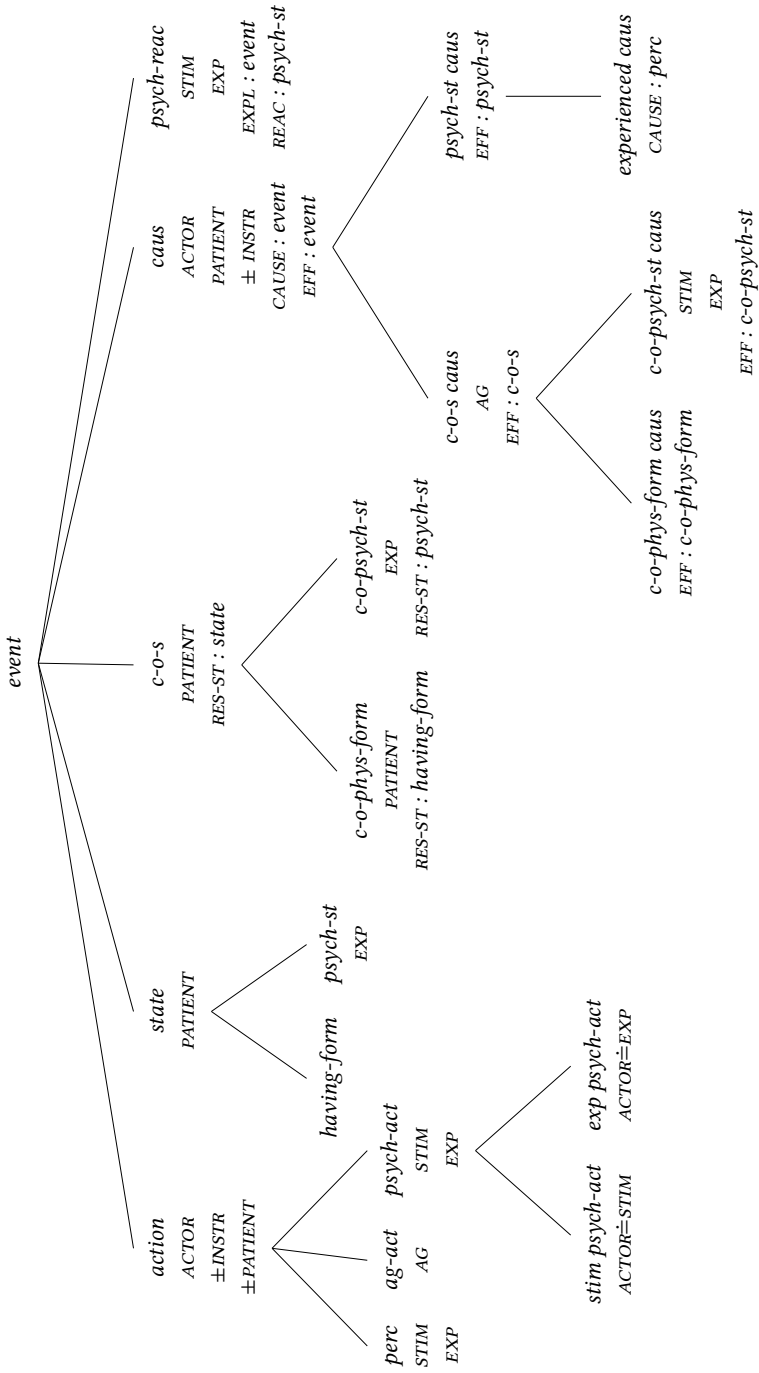 event
action
ACTOR
±INSTR
±PATIENT
state
PATIENT
c-o-s
PATIENT
RES-ST : state
caus
ACTOR
PATIENT
± INSTR
CAUSE : event
EFF : event
psych-reac
STIM
EXP
EXPL : event
REAC : psych-st
perc
STIM
EXP
ag-act
AG
psych-act
STIM
EXP
having-form
psych-st
EXP
c-o-phys-form
PATIENT
RES-ST : having-form
c-o-psych-st
EXP
RES-ST : psych-st
c-o-s caus
AG
EFF : c-o-s
psych-st caus
EFF : psych-st
stim psych-act
ACTOR≐STIM
exp psych-act
ACTOR≐EXP
c-o-phys-form caus
EFF : c-o-phys-form
c-o-psych-st caus
STIM
EXP
EFF : c-o-psych-st
experienced caus
CAUSE : perc